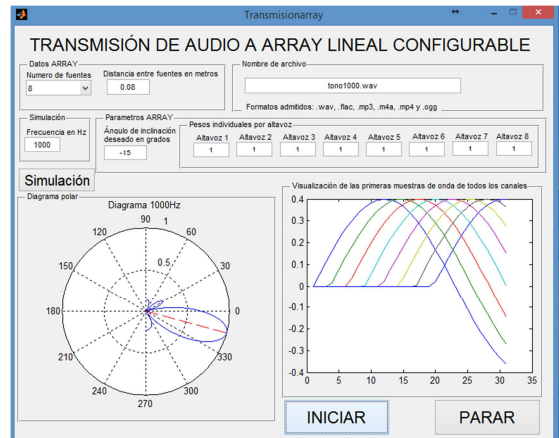 Transmisionarray
TRANSMISIÓN DE AUDIO A ARRAY LINEAL CONFIGURABLE
Datos ARRAY
Numero de fuentes
8
Distancia entre fuentes en metros
0.08
Nombre de archivo
tono1000.wav
Formatos admitidos: .wav, .flac, .mp3, .m4a, .mp4 y .ogg
Simulación
Frecuencia en Hz
1000
Parametros ARRAY
Ángulo de inclinación
deseado en grados
-15
Pesos individuales por altavoz
Altavoz 1 Altavoz 2 Altavoz 3 Altavoz 4 Altavoz 5 Altavoz 6 Altavoz 7 Altavoz 8
1 1 1 1 1 1 1 1
Simulación
Diagrama polar
Diagrama 1000Hz
90 1
120 60
0.5
150 30
180 0
210 330
240 300
270
Visualización de las primeras muestras de onda de todos los canales
0.4
0.3
0.2
0.1
0
-0.1
-0.2
-0.3
-0.4
0 5 10 15 20 25 30 35
INICIAR
PARAR